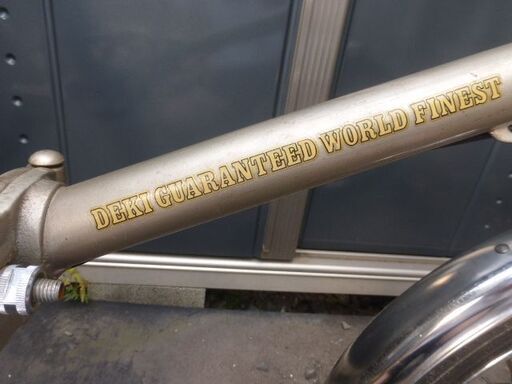 DEKI GUARANTEED WORLD FINEST